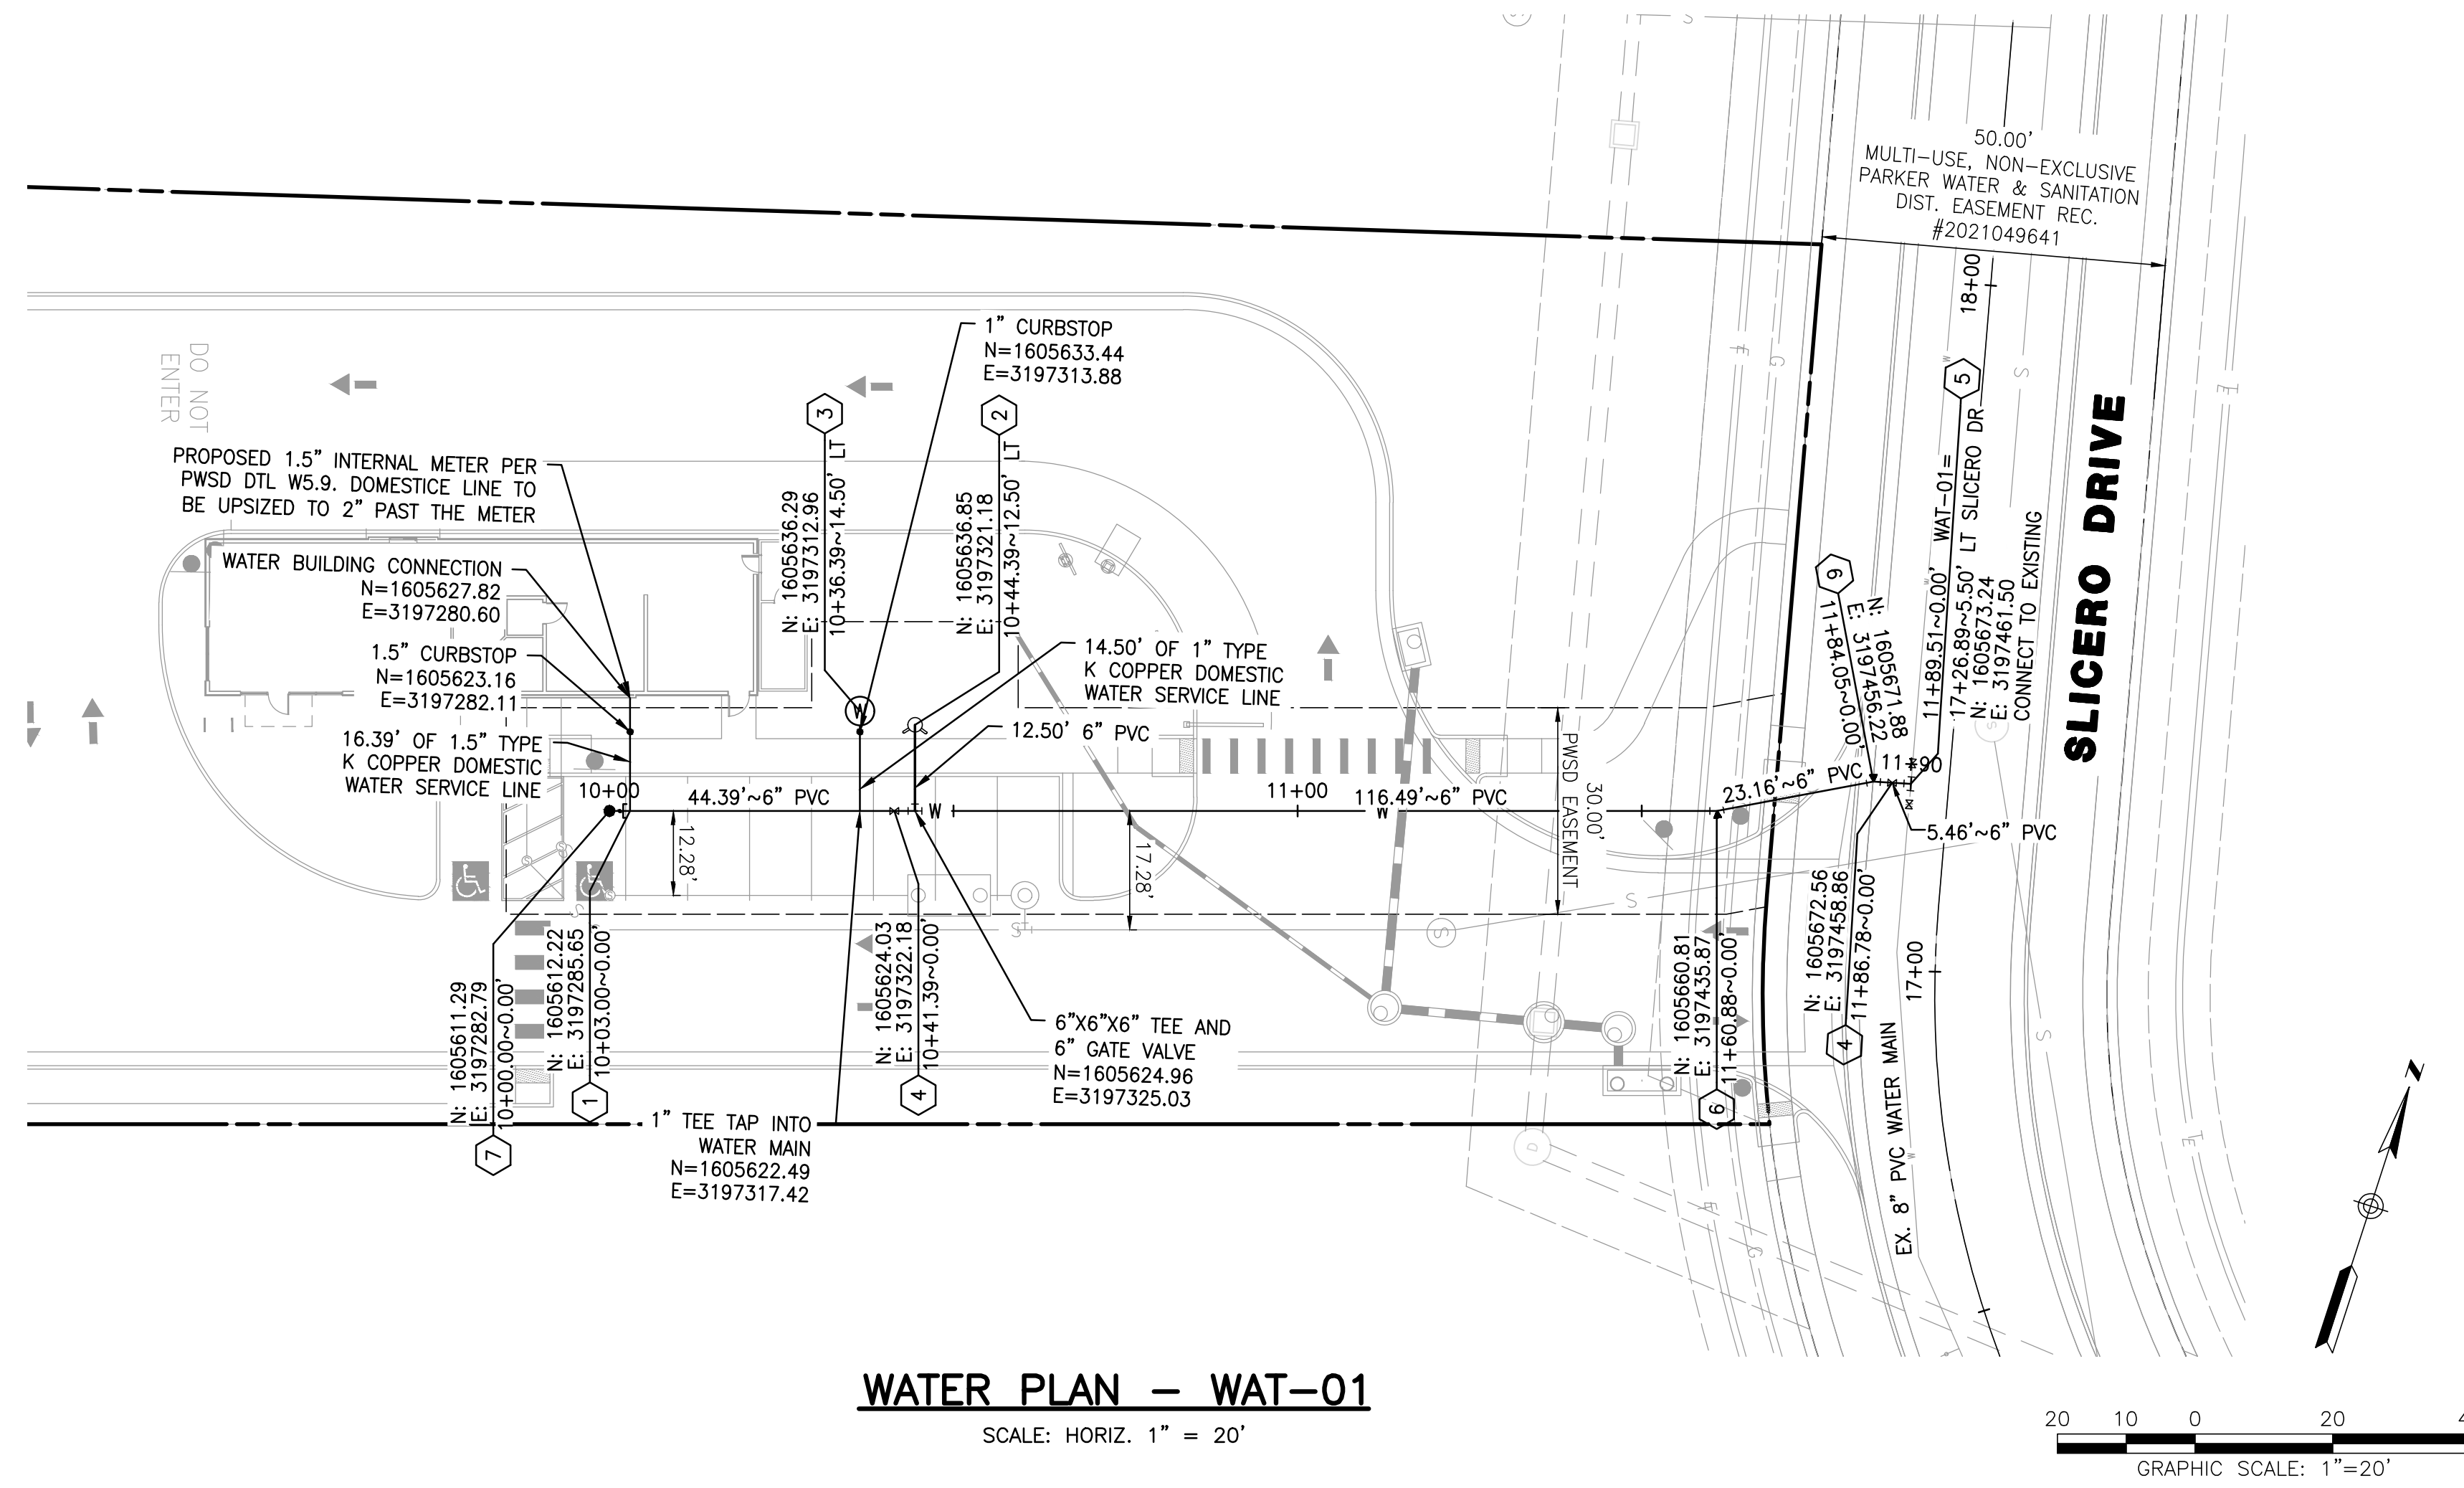 50.00'
MULTI-USE, NON-EXCLUSIVE
PARKER WATER & SANITATION
DIST. EASEMENT REC.
#2021049641
18+00
1" CURBSTOP
N=1605633.44
E=3197313.88
DO NOT
ENTER
3
2
5
N: 1605636.29
E: 3197312.96
10+36.39~14.50' LT
N: 1605636.85
E: 3197321.18
10+44.39~12.50' LT
PROPOSED 1.5" INTERNAL METER PER
PWSD DTL W5.9. DOMESTICE LINE TO
BE UPSIZED TO 2" PAST THE METER
WATER BUILDING CONNECTION
N=1605627.82
E=3197280.60
1.5" CURBSTOP
N=1605623.16
E=3197282.11
16.39' OF 1.5" TYPE
K COPPER DOMESTIC
WATER SERVICE LINE
14.50' OF 1" TYPE
K COPPER DOMESTIC
WATER SERVICE LINE
12.50' 6" PVC
W
10+00
44.39'~6" PVC
W
11+00
116.49'~6" PVC
W
23.16'~6" PVC
11+90
5.46'~6" PVC
12.28'
17.28'
30.00'
PWSD EASEMENT
6
N: 1605671.88
E: 3197456.22
11+84.05~0.00'
11+89.51~0.00' WAT-01=
17+26.89~5.50' LT SLICERO DR
N: 1605673.24
E: 3197461.50
CONNECT TO EXISTING
SLICERO DRIVE
N: 1605611.29
E: 3197282.79
10+00.00~0.00'
7
N: 1605612.22
E: 3197285.65
10+03.00~0.00'
1
N: 1605624.03
E: 3197322.18
10+41.39~0.00'
4
6"X6"X6" TEE AND
6" GATE VALVE
N=1605624.96
E=3197325.03
1" TEE TAP INTO
WATER MAIN
N=1605622.49
E=3197317.42
N: 1605660.81
E: 3197435.87
11+60.88~0.00'
6
N: 1605672.56
E: 3197458.86
11+86.78~0.00'
4
17+00
EX. 8" PVC WATER MAIN
ST
S
S
S
S
S
S
D
F
G
F
G
TE
TE
N
WATER PLAN - WAT-01
SCALE: HORIZ. 1" = 20'
20 10 0 20
GRAPHIC SCALE: 1"=20'